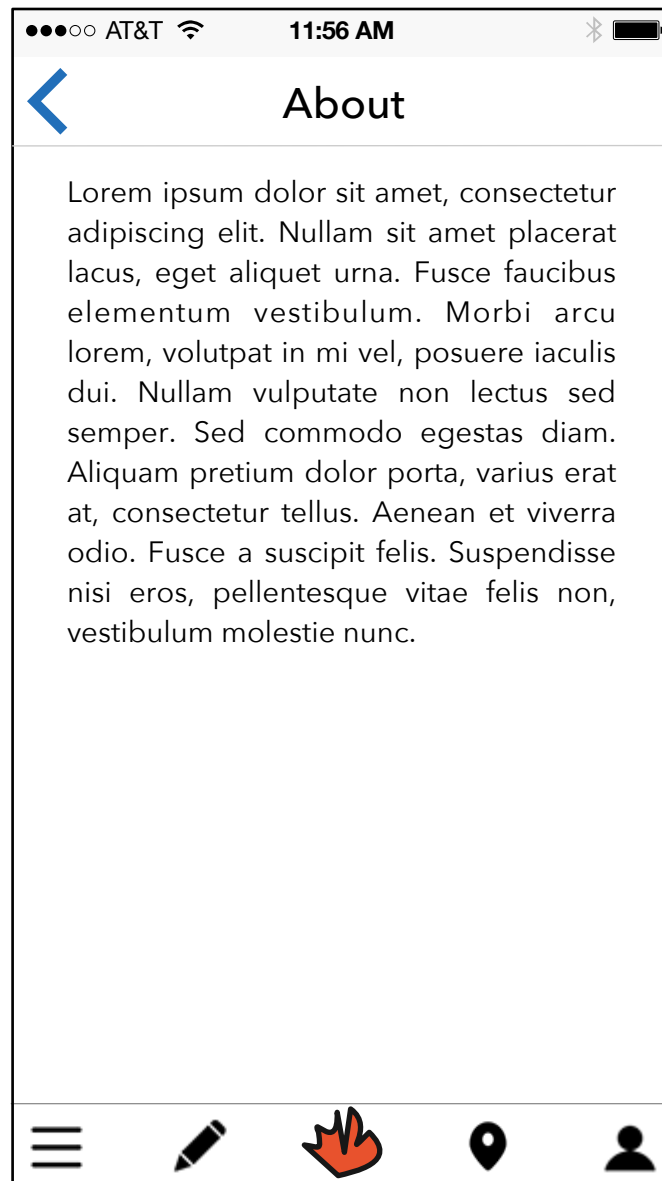 AT&T 11:56 AM
About
Lorem ipsum dolor sit amet, consectetur
adipiscing elit. Nullam sit amet placerat
lacus, eget aliquet urna. Fusce faucibus
elementum vestibulum. Morbi arcu
lorem, volutpat in mi vel, posuere iaculis
dui. Nullam vulputate non lectus sed
semper. Sed commodo egestas diam.
Aliquam pretium dolor porta, varius erat
at, consectetur tellus. Aenean et viverra
odio. Fusce a suscipit felis. Suspendisse
nisi eros, pellentesque vitae felis non,
vestibulum molestie nunc.